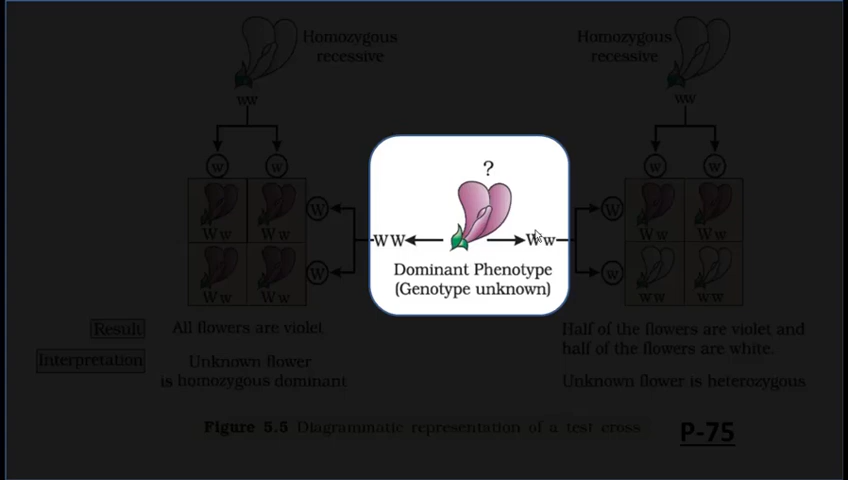 Homozygous
recessive
ww
w w
W
W
Ww Ww
Ww Ww
Homozygous
recessive
ww
w w
W
w
Ww Ww
ww ww
?
WW Ww
Dominant Phenotype
(Genotype unknown)
Result All flowers are violet
Interpretation Unknown flower
is homozygous dominant
Half of the flowers are violet and
half of the flowers are white.
Unknown flower is heterozygous
Figure 5.5 Diagrammatic representation of a test cross
P-75